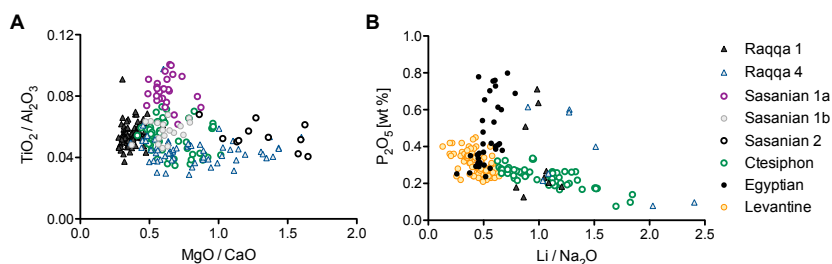 A
TiO2 / Al2O3
0.12
0.08
0.04
0.00
0.0 0.5 1.0 1.5 2.0
MgO / CaO
B
P2O5 [wt %]
1.0
0.8
0.6
0.4
0.2
0.0
0.0 0.5 1.0 1.5 2.0 2.5
Li / Na2O
Raqqa 1
Raqqa 4
Sasanian 1a
Sasanian 1b
Sasanian 2
Ctesiphon
Egyptian
Levantine